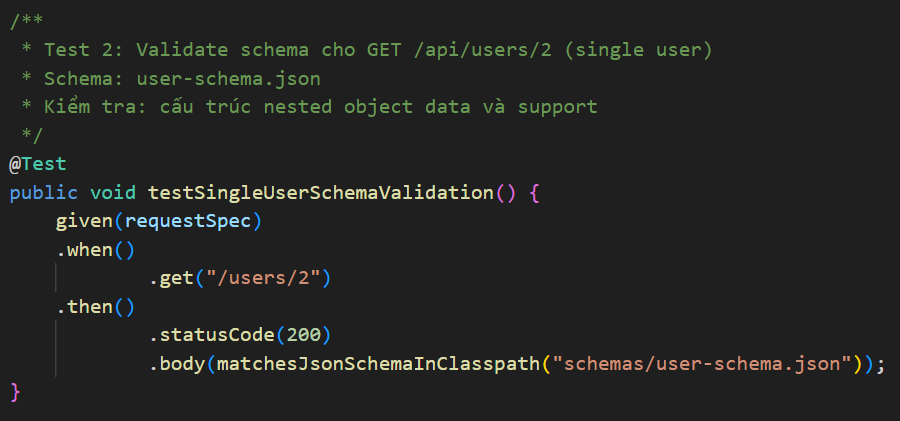 /**
 * Test 2: Validate schema cho GET /api/users/2 (single user)
 * Schema: user-schema.json
 * Kiểm tra: cấu trúc nested object data và support
 */
@Test
public void testSingleUserSchemaValidation() {
    given(requestSpec)
    .when()
            .get("/users/2")
    .then()
            .statusCode(200)
            .body(matchesJsonSchemaInClasspath("schemas/user-schema.json"));
}